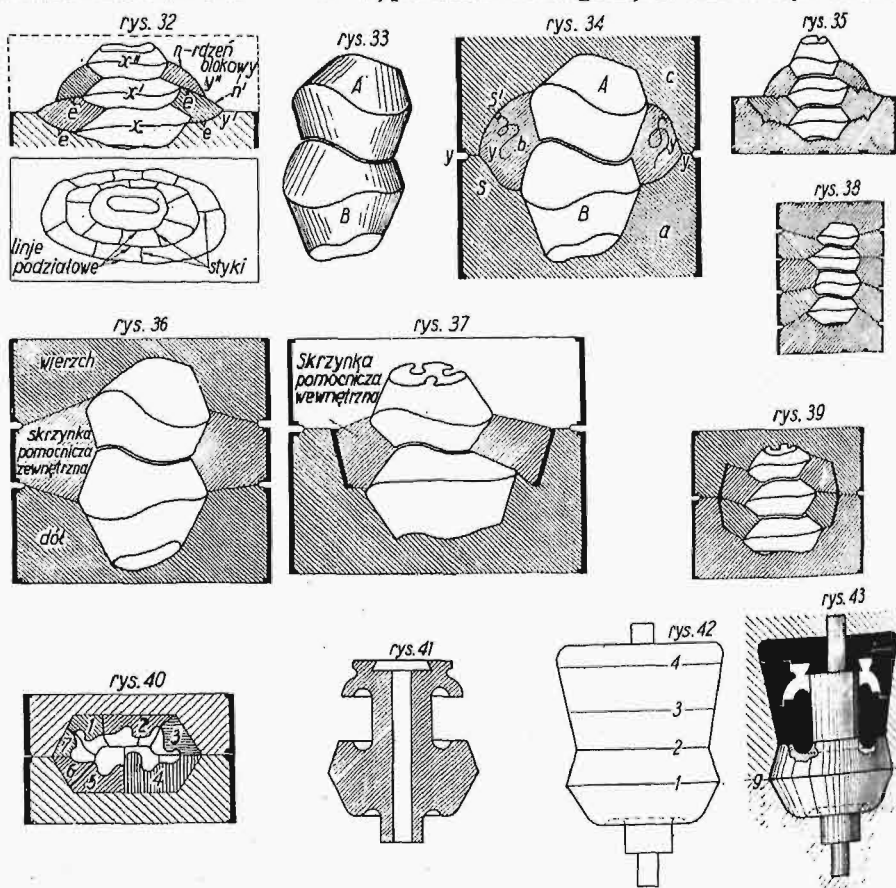 rys. 32
n-rdzeń
blokowy
y"
n'
x"
x'
x
e'
e'
e
e
y'
linje
podziałowe
styki
rys. 33
A
B
rys. 34
A
c
S'
b
y
y
y
y
S
B
a
rys. 35
rys. 38
rys. 36
wierzch
skrzynka
pomocnicza
zewnętrzna
dół
rys. 37
Skrzynka
pomocnicza
wewnętrzna
rys. 39
rys. 40
1
2
3
7
6
5
4
rys. 41
rys. 42
4
3
2
1
rys. 43
g